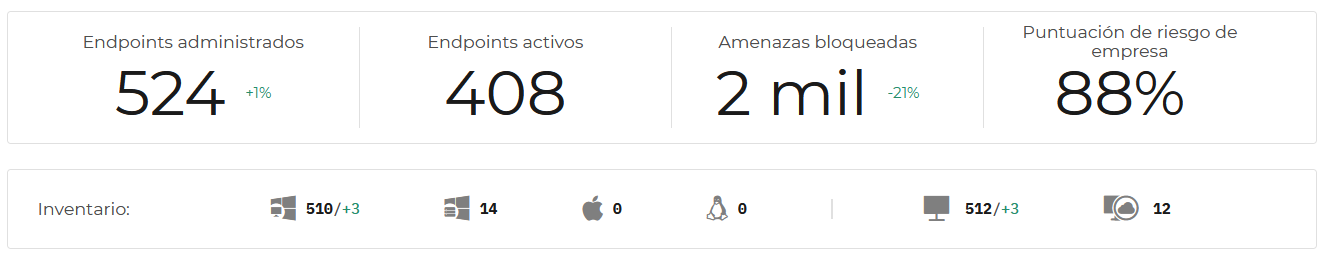 Endpoints administrados
524 +1%
Endpoints activos
408
Amenazas bloqueadas
2 mil -21%
Puntuación de riesgo de
empresa
88%
Inventario: 510/+3 14 0 0 512/+3 12